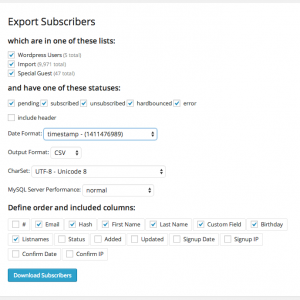 Export Subscribers
which are in one of these lists:
Wordpress Users (5 total)
Import (9,971 total)
Special Guest (47 total)
and have one of these statuses:
pending subscribed unsubscribed hardbounced error
include header
Date Format: timestamp - (1411476989)
Output Format: CSV
CharSet: UTF-8 - Unicode 8
MySQL Server Performance: normal
Define order and included columns:
# Email Hash First Name Last Name Custom Field Birthday
Listnames Status Added Updated Signup Date Signup IP
Confirm Date Confirm IP
Download Subscribers